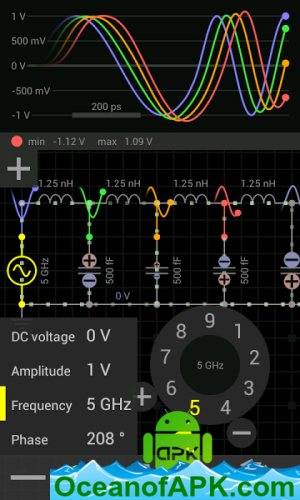 1 V
500 mV
0 V
-500 mV
-1 V
200 ps
min -1.12 V max 1.09 V
+
1.25 nH 1.25 nH 1.25 nH 1.25 nH
5 GHz 500 fF 500 fF 500 fF
0 V
DC voltage 0 V
Amplitude 1 V
Frequency 5 GHz
Phase 208 °
9
8 1
7 2
6 3
5 4
5 GHz
+
−
apk
OceanofAPK.com